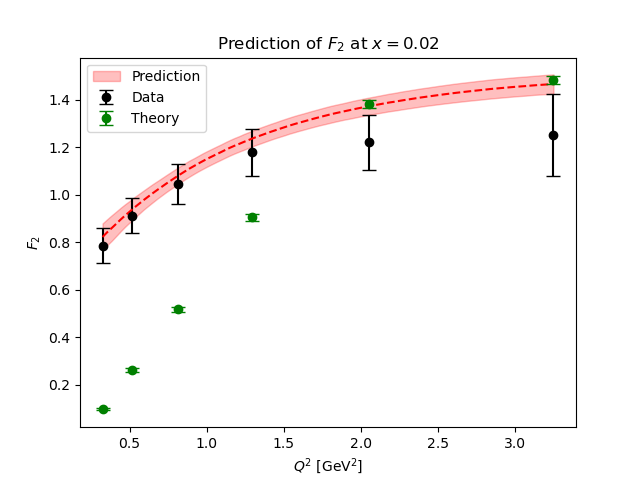 Prediction of F₂ at x = 0.02
Prediction
Data
Theory
1.4
1.2
1.0
0.8
0.6
0.4
0.2
F₂
0.5 1.0 1.5 2.0 2.5 3.0
Q² [GeV²]